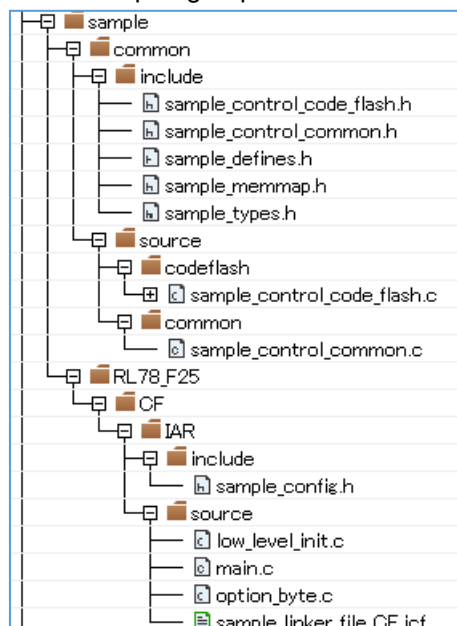 sample
common
include
sample_control_code_flash.h
sample_control_common.h
sample_defines.h
sample_memmap.h
sample_types.h
source
codeflash
sample_control_code_flash.c
common
sample_control_common.c
RL78_F25
CF
IAR
include
sample_config.h
source
low_level_init.c
main.c
option_byte.c
sample_linker_file_CF.icf